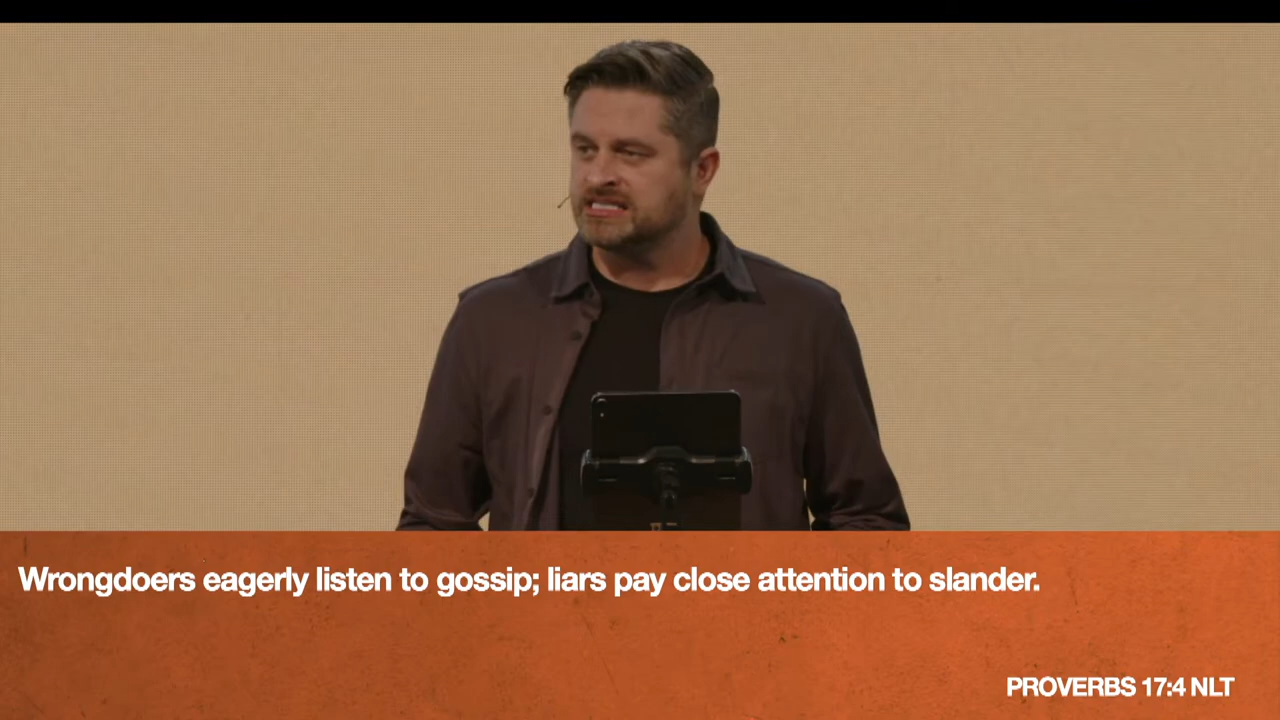 Wrongdoers eagerly listen to gossip; liars pay close attention to slander.
PROVERBS 17:4 NLT